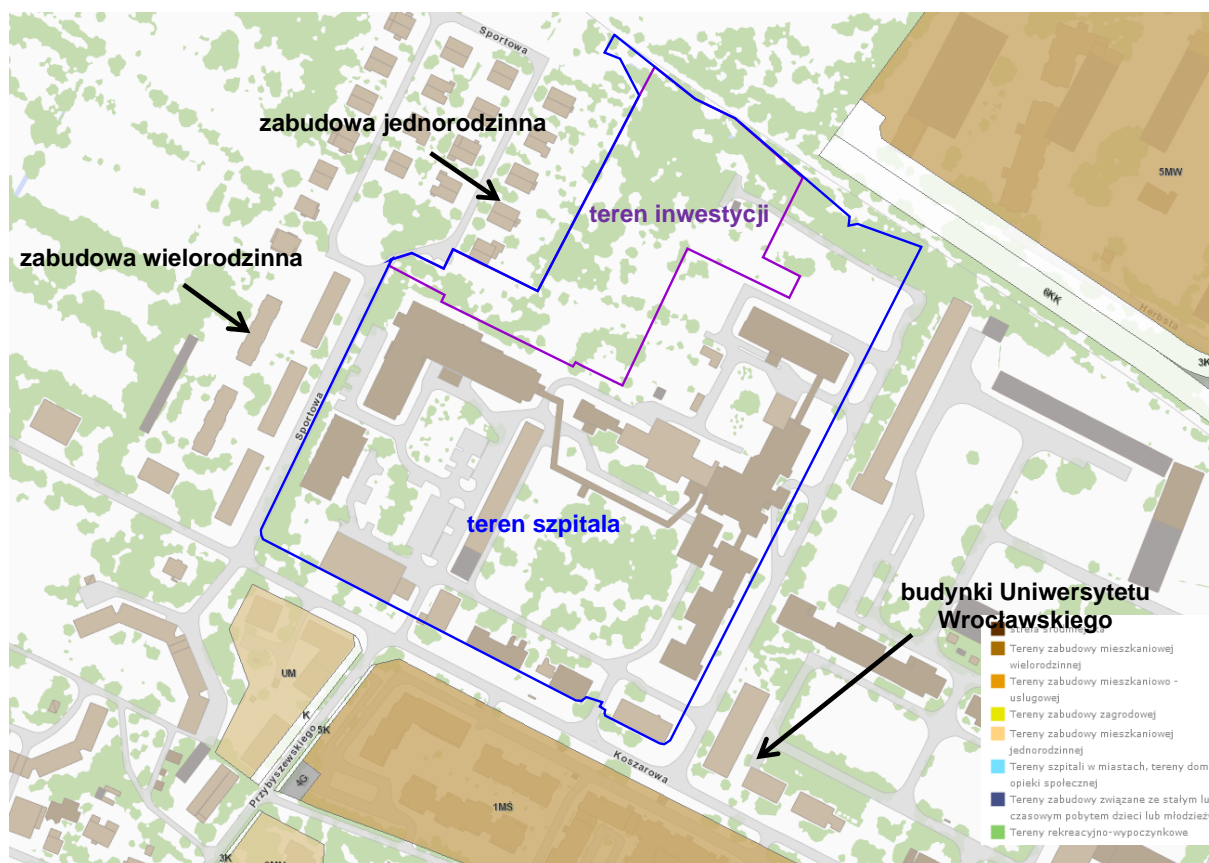 Sportowa
zabudowa jednorodzinna
5MW
teren inwestycji
zabudowa wielorodzinna
6KK
Herbsta
3K
Sportowa
teren szpitala
budynki Uniwersytetu
Wrocławskiego
UM
K
5K
Przybyszewskiego
4G
Koszarowa
1MŚ
3K
Tereny zabudowy mieszkaniowej
wielorodzinnej
Tereny zabudowy mieszkaniowo -
usługowej
Tereny zabudowy zagrodowej
Tereny zabudowy mieszkaniowej
jednorodzinnej
Tereny szpitali w miastach, tereny dom
opieki społecznej
Tereny zabudowy związane ze stałym lu
czasowym pobytem dzieci lub młodzież
Tereny rekreacyjno-wypoczynkowe